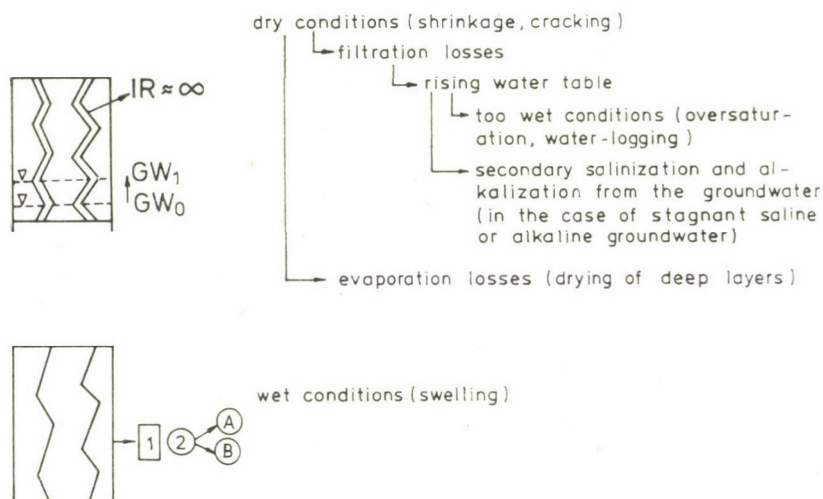 dry conditions (shrinkage, cracking)
filtration losses
rising water table
too wet conditions (oversatur-
ation, water-logging)
secondary salinization and al-
kalization from the groundwater
(in the case of stagnant saline
or alkaline groundwater)
evaporation losses (drying of deep layers)
IR ≈ ∞
GW₁
GW₀
wet conditions (swelling)
1 2 A
B